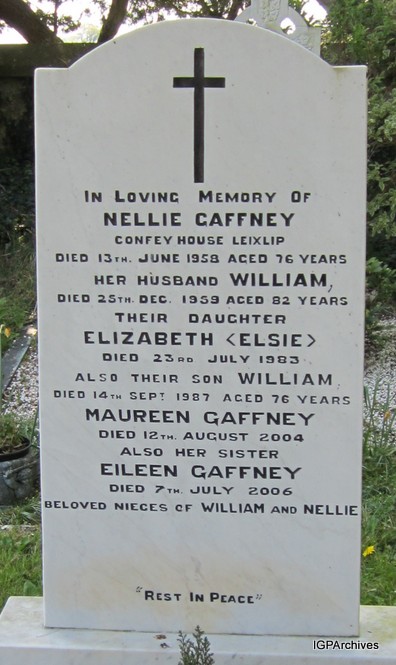 IN LOVING MEMORY OF
NELLIE GAFFNEY
CONFEY HOUSE LEIXLIP
DIED 13TH. JUNE 1958 AGED 76 YEARS
HER HUSBAND WILLIAM,
DIED 25TH. DEC. 1959 AGED 82 YEARS
THEIR DAUGHTER
ELIZABETH <ELSIE>
DIED 23RD JULY 1983
ALSO THEIR SON WILLIAM
DIED 14TH SEPT 1987 AGED 76 YEARS
MAUREEN GAFFNEY
DIED 12TH. AUGUST 2004
ALSO HER SISTER
EILEEN GAFFNEY
DIED 7TH. JULY 2006
BELOVED NIECES OF WILLIAM AND NELLIE
"REST IN PEACE"
IGPArchives